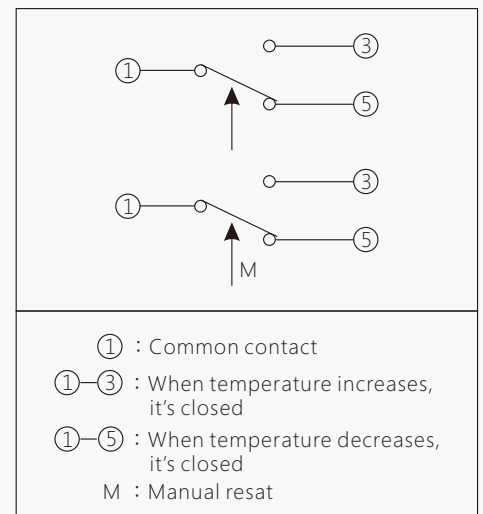 ① ③
⑤
① ③
⑤
M
① : Common contact
①–③ : When temperature increases,
it's closed
①–⑤ : When temperature decreases,
it's closed
M : Manual resat